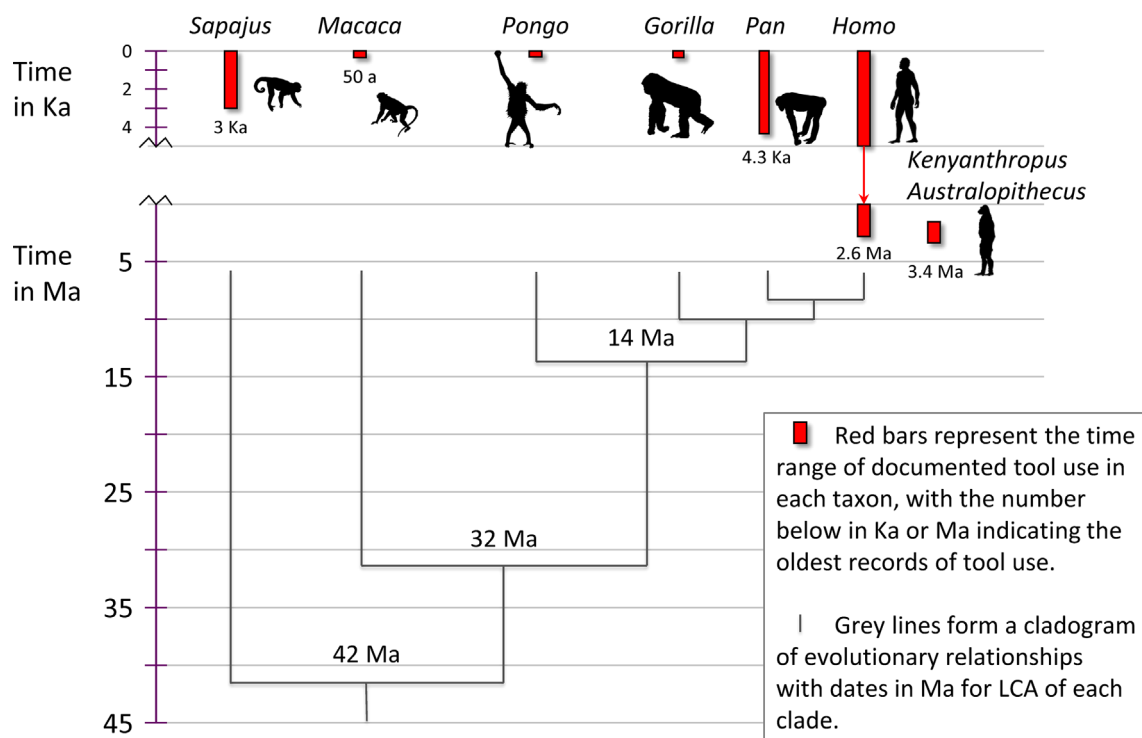 Sapajus Macaca Pongo Gorilla Pan Homo
Time
in Ka
0
2
4
3 Ka
50 a
4.3 Ka
Kenyanthropus
Australopithecus
Time
in Ma
5
15
25
35
45
2.6 Ma
3.4 Ma
14 Ma
32 Ma
42 Ma
Red bars represent the time
range of documented tool use in
each taxon, with the number
below in Ka or Ma indicating the
oldest records of tool use.
Grey lines form a cladogram
of evolutionary relationships
with dates in Ma for LCA of each
clade.